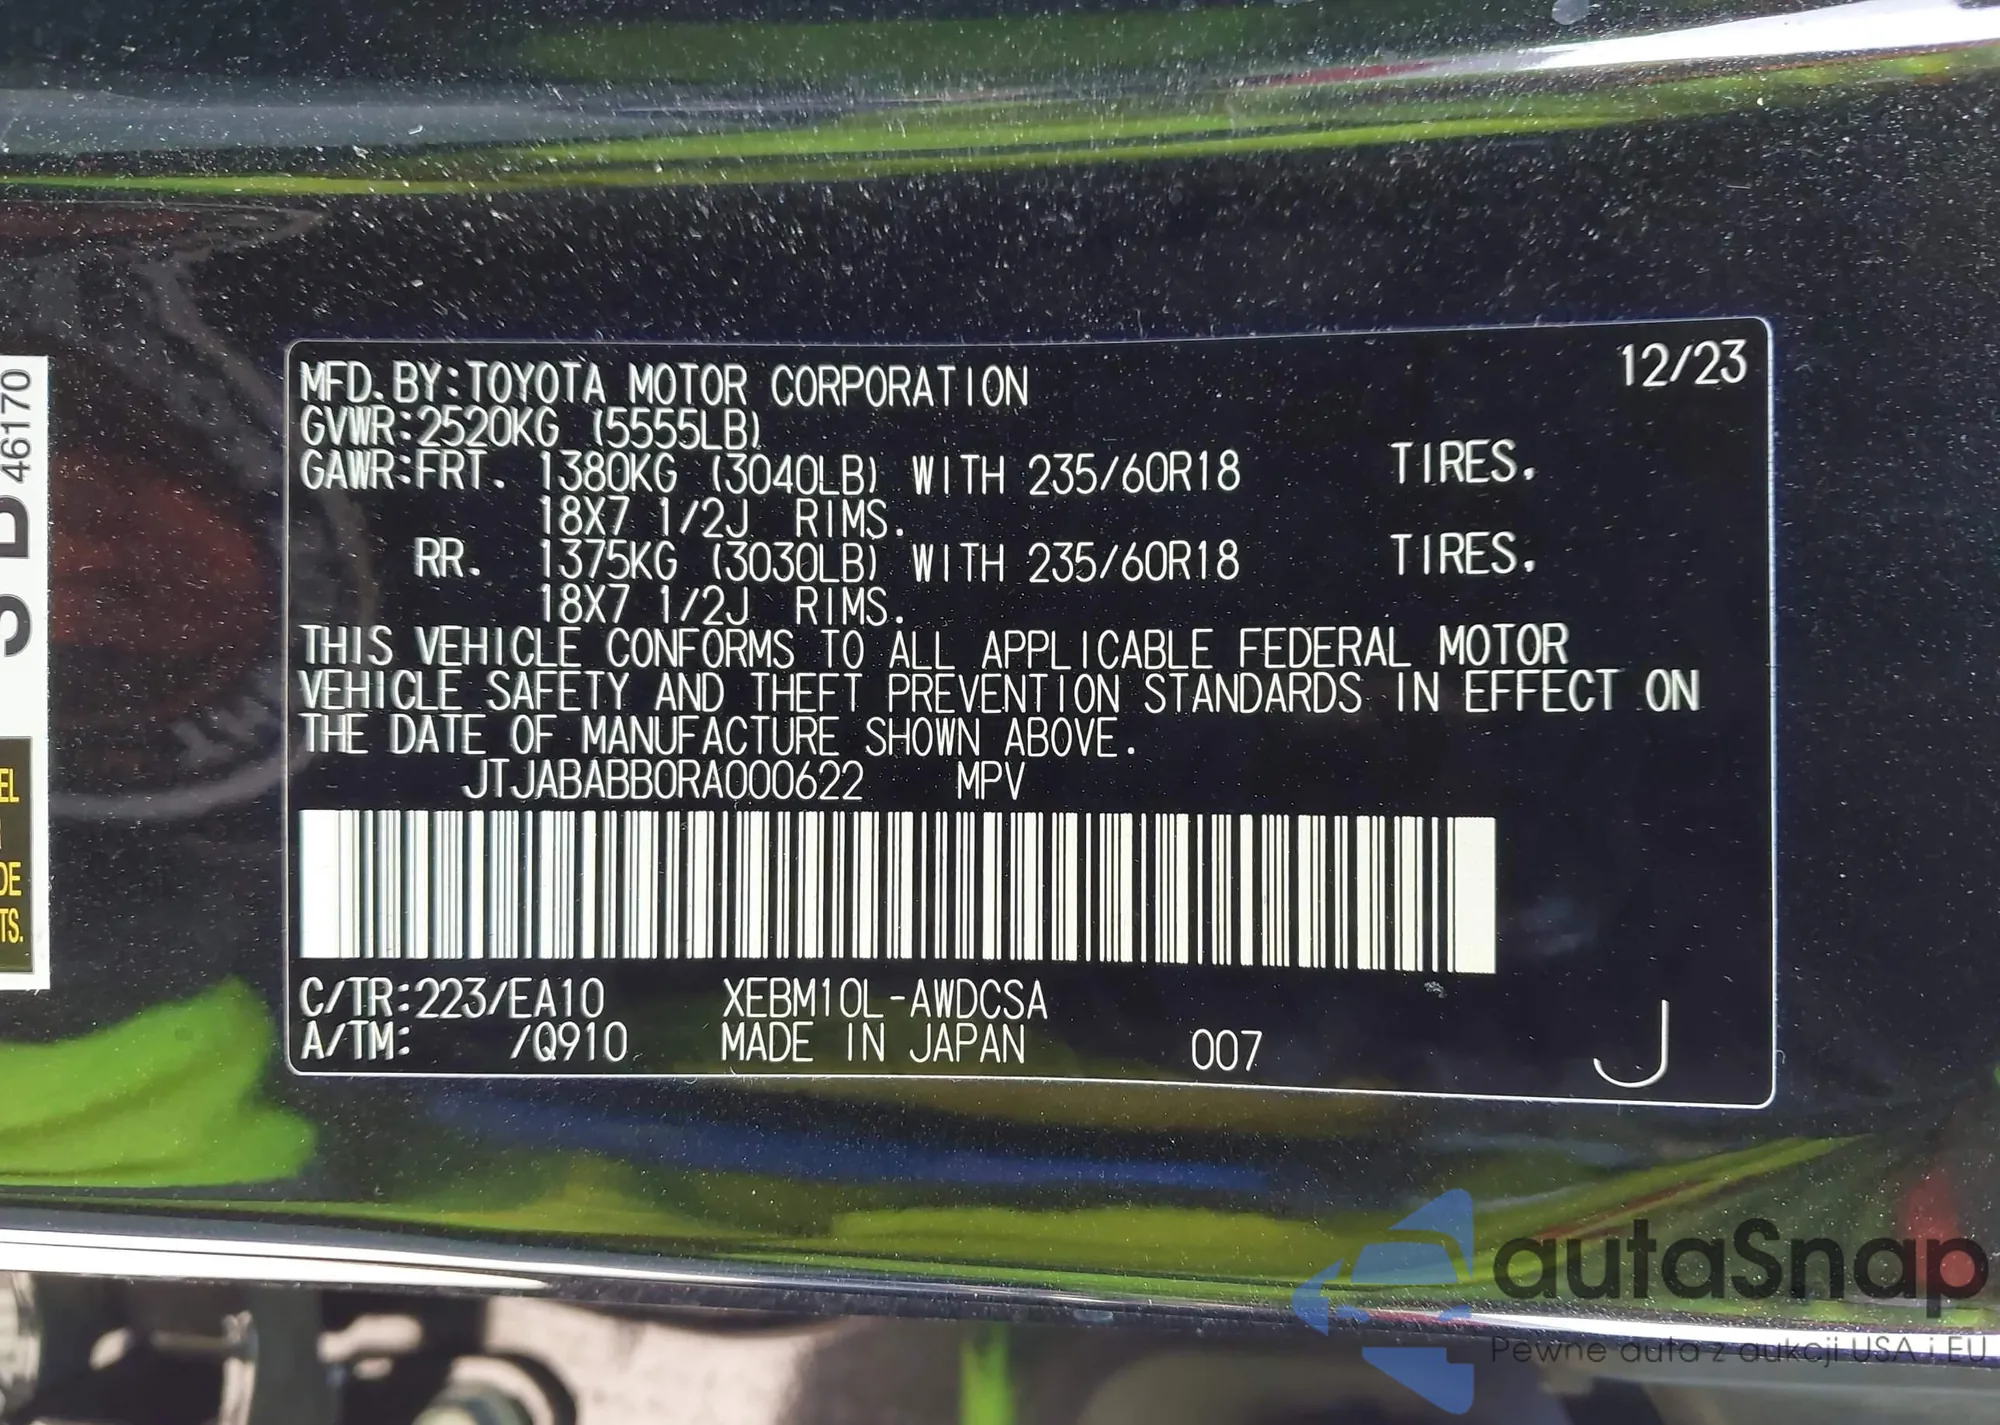 MFD. BY:TOYOTA MOTOR CORPORATION 12/23
GVWR:2520KG (5555LB)
GAWR:FRT. 1380KG (3040LB) WITH 235/60R18 TIRES.
18X7 1/2J RIMS.
RR. 1375KG (3030LB) WITH 235/60R18 TIRES.
18X7 1/2J RIMS.
THIS VEHICLE CONFORMS TO ALL APPLICABLE FEDERAL MOTOR
VEHICLE SAFETY AND THEFT PREVENTION STANDARDS IN EFFECT ON
THE DATE OF MANUFACTURE SHOWN ABOVE.
JTJABABB0RA000622 MPV
C/TR:223/EA10 XEBM10L-AWDCSA
A/TM: /Q910 MADE IN JAPAN 007 J
46170
EL
DE
TS.
autaSnap
Pewne auta z aukcji USA i EU